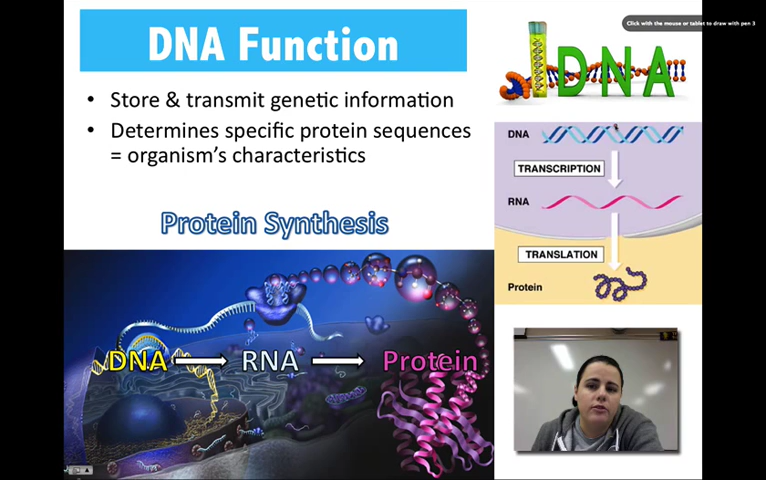 Click with the mouse or tablet to draw with pen 3
DNA Function
• Store & transmit genetic information
• Determines specific protein sequences
= organism's characteristics
Protein Synthesis
DNA
RNA
Protein
DNA
DNA
TRANSCRIPTION
RNA
TRANSLATION
Protein